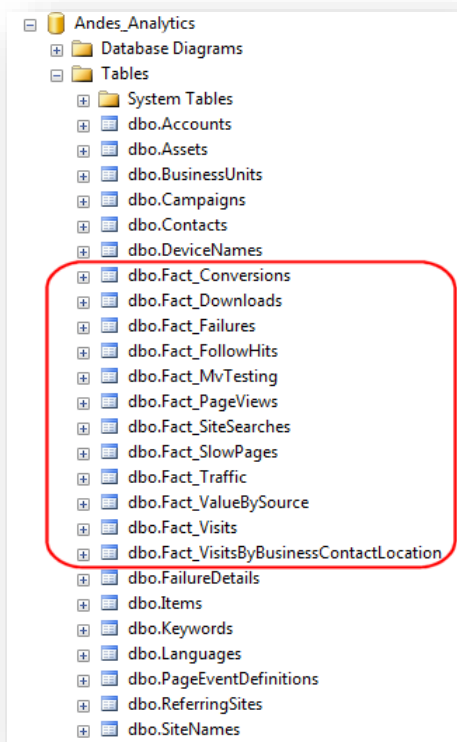 Andes_Analytics
Database Diagrams
Tables
System Tables
dbo.Accounts
dbo.Assets
dbo.BusinessUnits
dbo.Campaigns
dbo.Contacts
dbo.DeviceNames
dbo.Fact_Conversions
dbo.Fact_Downloads
dbo.Fact_Failures
dbo.Fact_FollowHits
dbo.Fact_MvTesting
dbo.Fact_PageViews
dbo.Fact_SiteSearches
dbo.Fact_SlowPages
dbo.Fact_Traffic
dbo.Fact_ValueBySource
dbo.Fact_Visits
dbo.Fact_VisitsByBusinessContactLocation
dbo.FailureDetails
dbo.Items
dbo.Keywords
dbo.Languages
dbo.PageEventDefinitions
dbo.ReferringSites
dbo.SiteNames